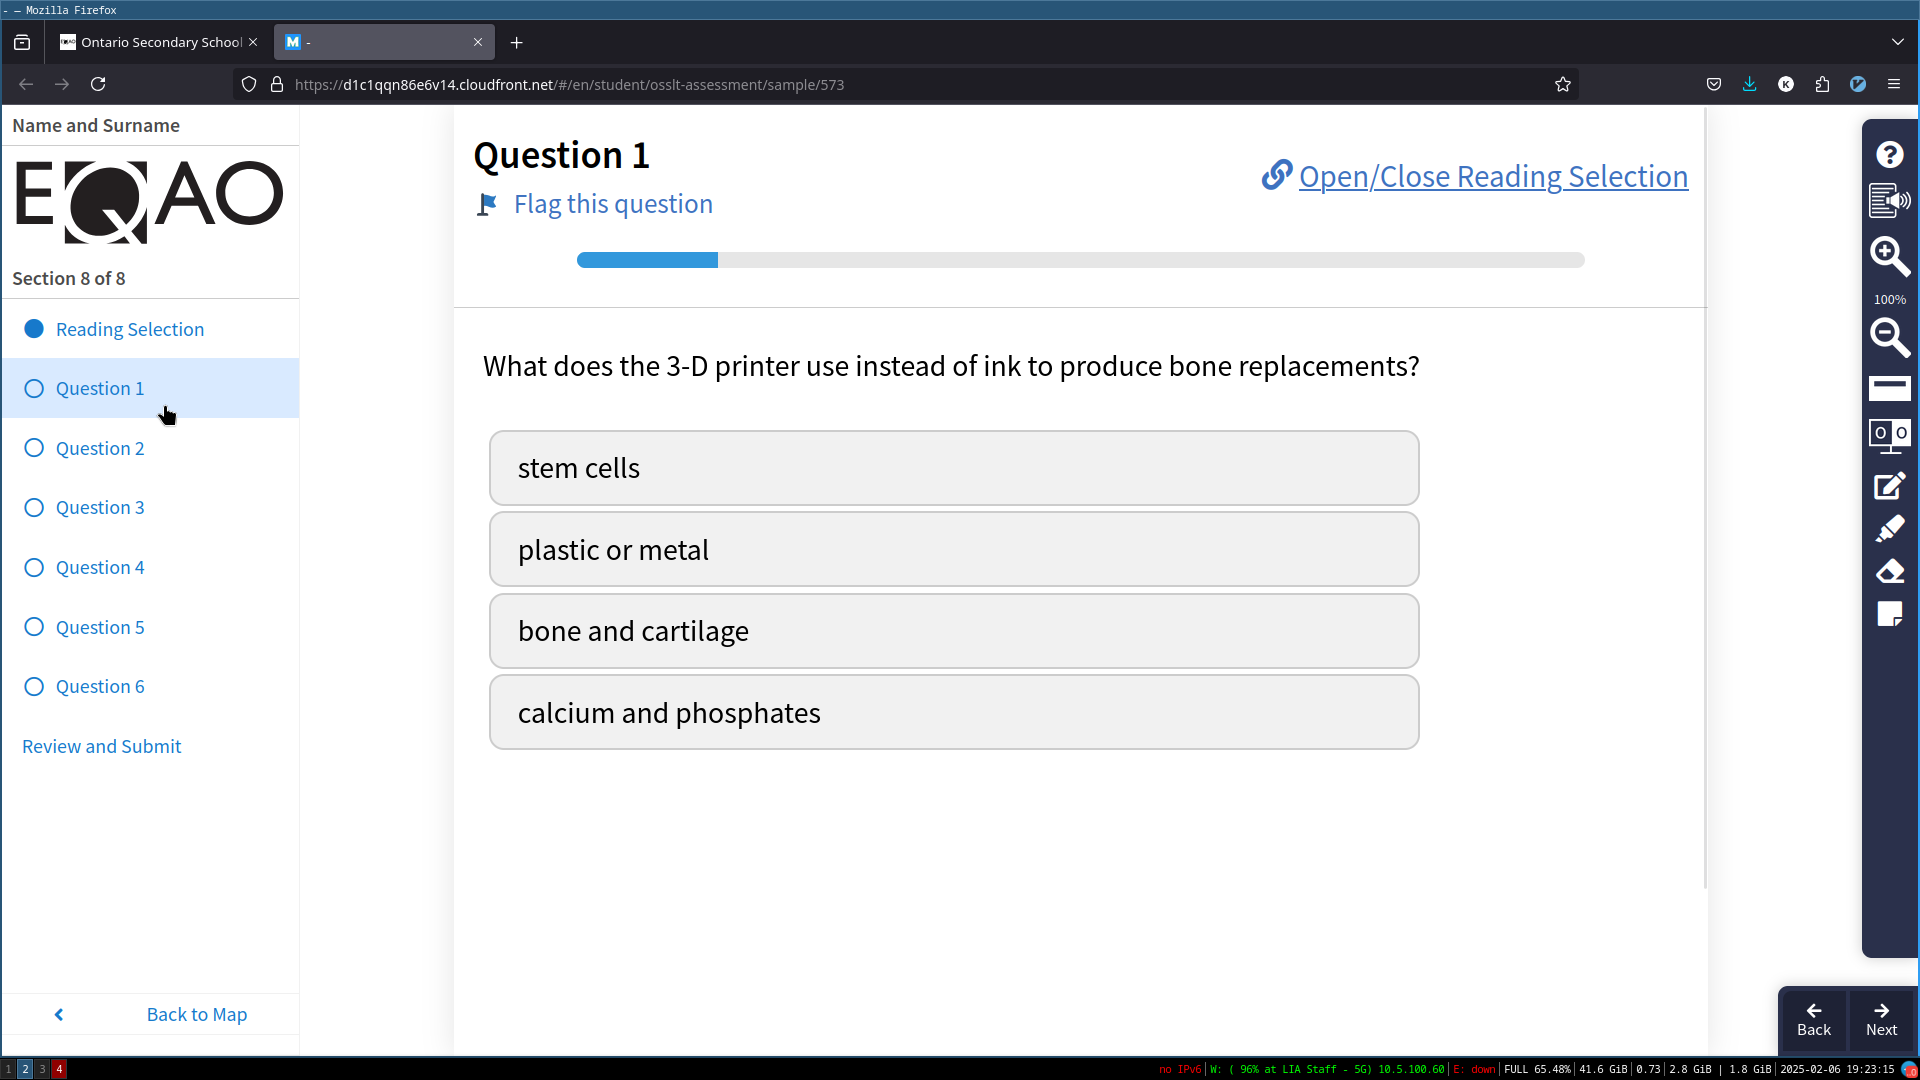 - — Mozilla Firefox
Ontario Secondary School
M -
https://d1c1qqn86e6v14.cloudfront.net/#/en/student/osslt-assessment/sample/573
K
Name and Surname
EQAO
Section 8 of 8
Reading Selection
Question 1
Question 2
Question 3
Question 4
Question 5
Question 6
Review and Submit
Back to Map
Question 1
Flag this question
Open/Close Reading Selection
What does the 3-D printer use instead of ink to produce bone replacements?
stem cells
plastic or metal
bone and cartilage
calcium and phosphates
100%
Back
Next
1 2 3 4
no IPv6|W: ( 96% at LIA Staff - 5G) 10.5.100.60|E: down|FULL 65.48%|41.6 GiB|0.73|2.8 GiB | 1.8 GiB|2025-02-06 19:23:15